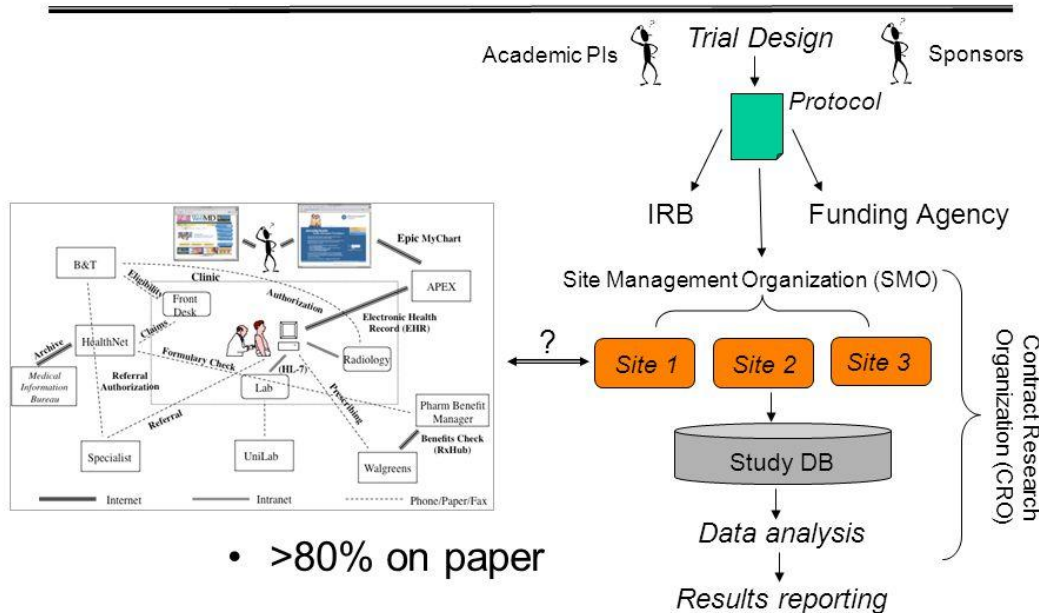 Academic PIs
?
Trial Design
?
Sponsors
Protocol
IRB
Funding Agency
Site Management Organization (SMO)
?
Site 1
Site 2
Site 3
Contract Research
Organization (CRO)
Study DB
Data analysis
Results reporting
?
Epic MyChart
B&T
Clinic
APEX
Eligibility
Front
Desk
Authorization
Electronic Health
Record (EHR)
Claims
HealthNet
Archive
Formulary Check
Radiology
(HL-7)
Medical
Information
Bureau
Referral
Authorization
Lab
Prescribing
Pharm Benefit
Manager
Referral
Benefits Check
(RxHub)
Specialist
UniLab
Walgreens
Internet
Intranet
Phone/Paper/Fax
• >80% on paper